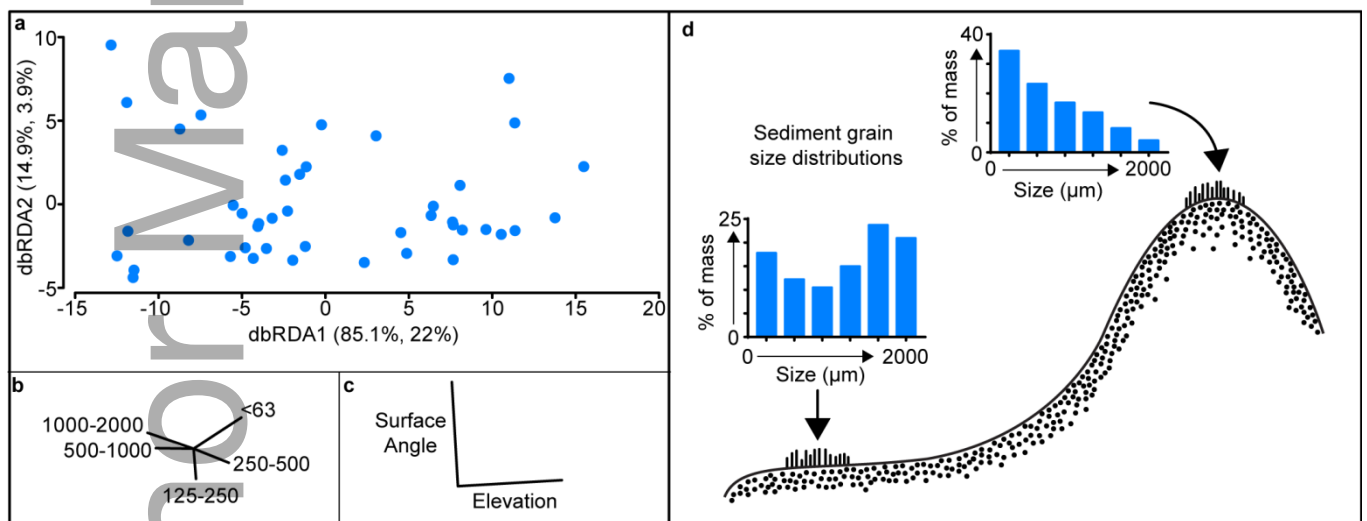 a
10
5
0
-5
dbRDA2 (14.9%, 3.9%)
-15
-10
-5
0
5
10
15
20
dbRDA1 (85.1%, 22%)
b
<63
1000-2000
500-1000
250-500
125-250
c
Surface
Angle
Elevation
d
40
% of mass
0
0
2000
Size (µm)
Sediment grain
size distributions
25
% of mass
0
0
2000
Size (µm)